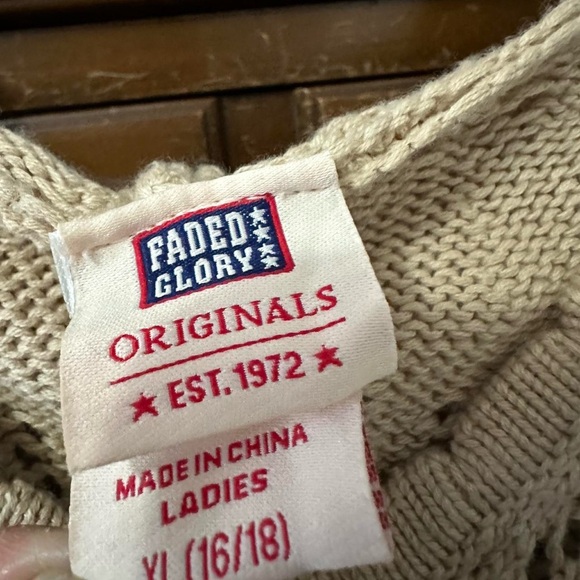 FADED
GLORY
ORIGINALS
EST. 1972
MADE IN CHINA
LADIES
XL (16/18)